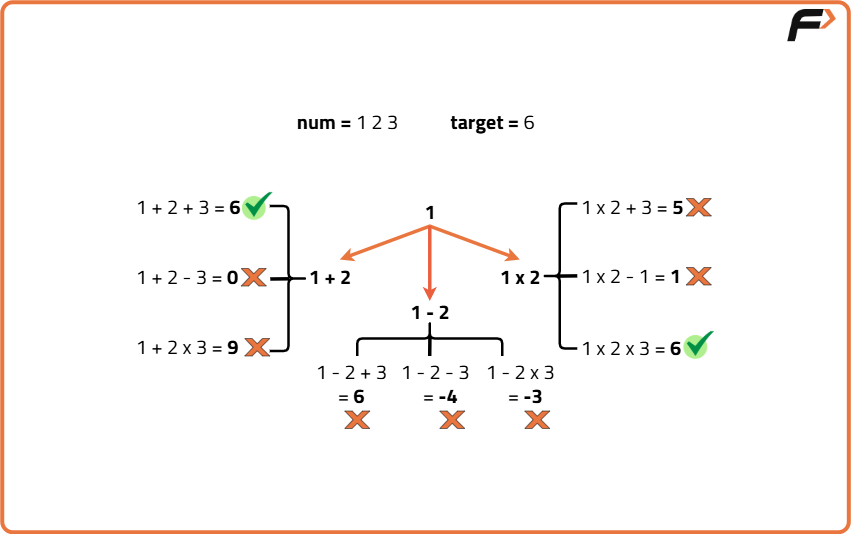 num = 1 2 3 target = 6
1
1 + 2 + 3 = 6
1 + 2 - 3 = 0
1 + 2 x 3 = 9
1 + 2
1 - 2
1 - 2 + 3
= 6
1 - 2 - 3
= -4
1 - 2 x 3
= -3
1 x 2
1 x 2 + 3 = 5
1 x 2 - 1 = 1
1 x 2 x 3 = 6